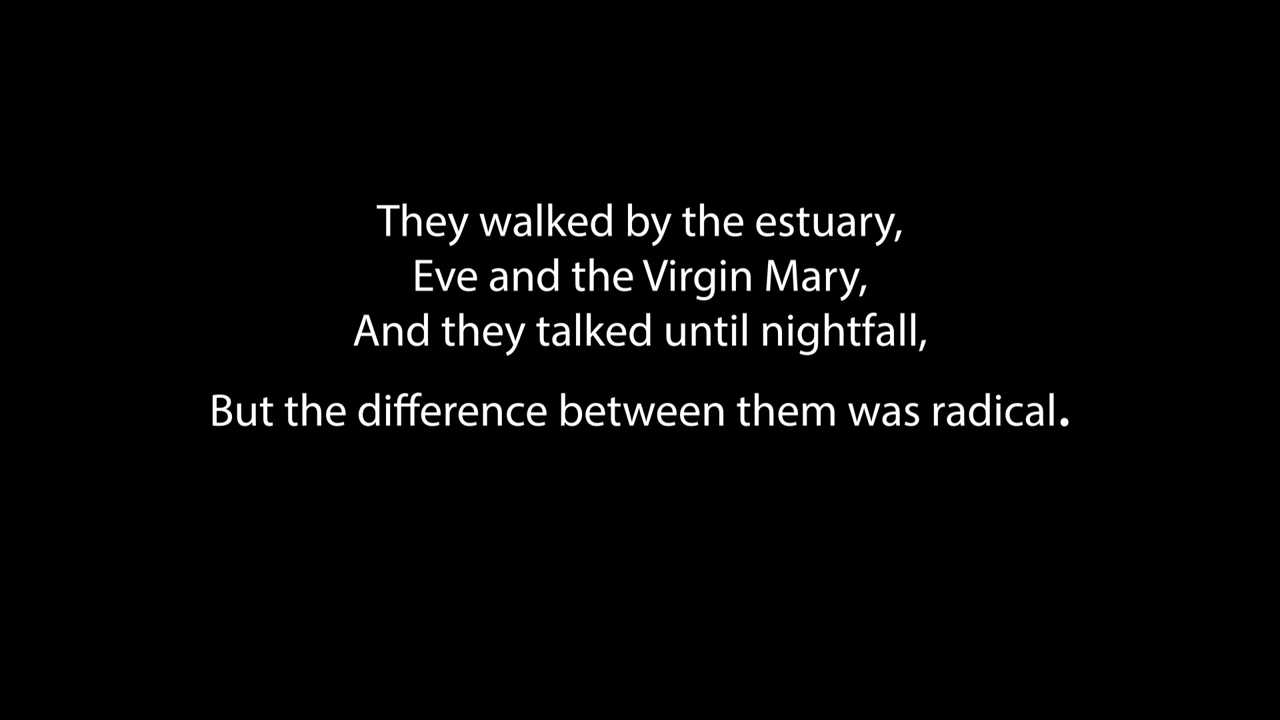 They walked by the estuary,
Eve and the Virgin Mary,
And they talked until nightfall,
But the difference between them was radical.